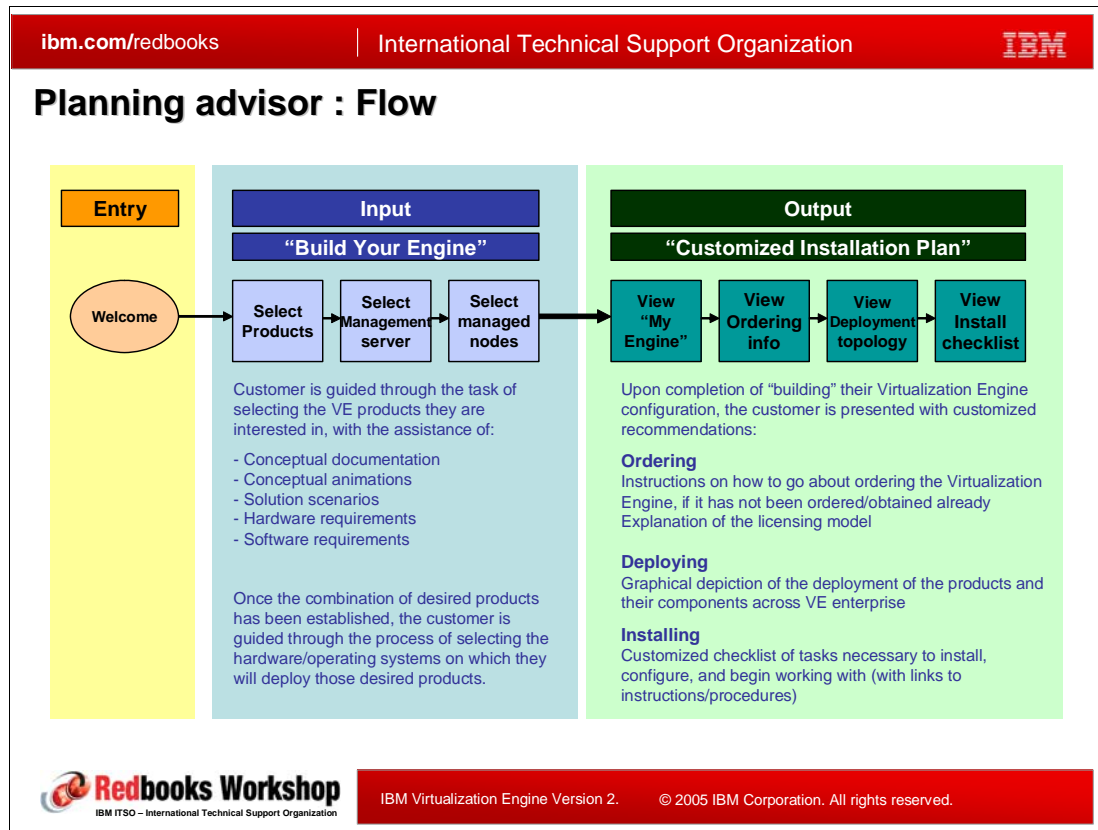 ibm.com/redbooks
International Technical Support Organization
IBM
Planning advisor : Flow
Entry
Input
Output
“Build Your Engine”
“Customized Installation Plan”
Welcome
Select
Products
Select
Management
server
Select
managed
nodes
View
“My
Engine”
View
Ordering
info
View
Deployment
topology
View
Install
checklist
Customer is guided through the task of
selecting the VE products they are
interested in, with the assistance of:
- Conceptual documentation
- Conceptual animations
- Solution scenarios
- Hardware requirements
- Software requirements
Once the combination of desired products
has been established, the customer is
guided through the process of selecting the
hardware/operating systems on which they
will deploy those desired products.
Upon completion of “building” their Virtualization Engine
configuration, the customer is presented with customized
recommendations:
Ordering
Instructions on how to go about ordering the Virtualization
Engine, if it has not been ordered/obtained already
Explanation of the licensing model
Deploying
Graphical depiction of the deployment of the products and
their components across VE enterprise
Installing
Customized checklist of tasks necessary to install,
configure, and begin working with (with links to
instructions/procedures)
Redbooks Workshop
IBM ITSO – International Technical Support Organization
IBM Virtualization Engine Version 2.
© 2005 IBM Corporation. All rights reserved.